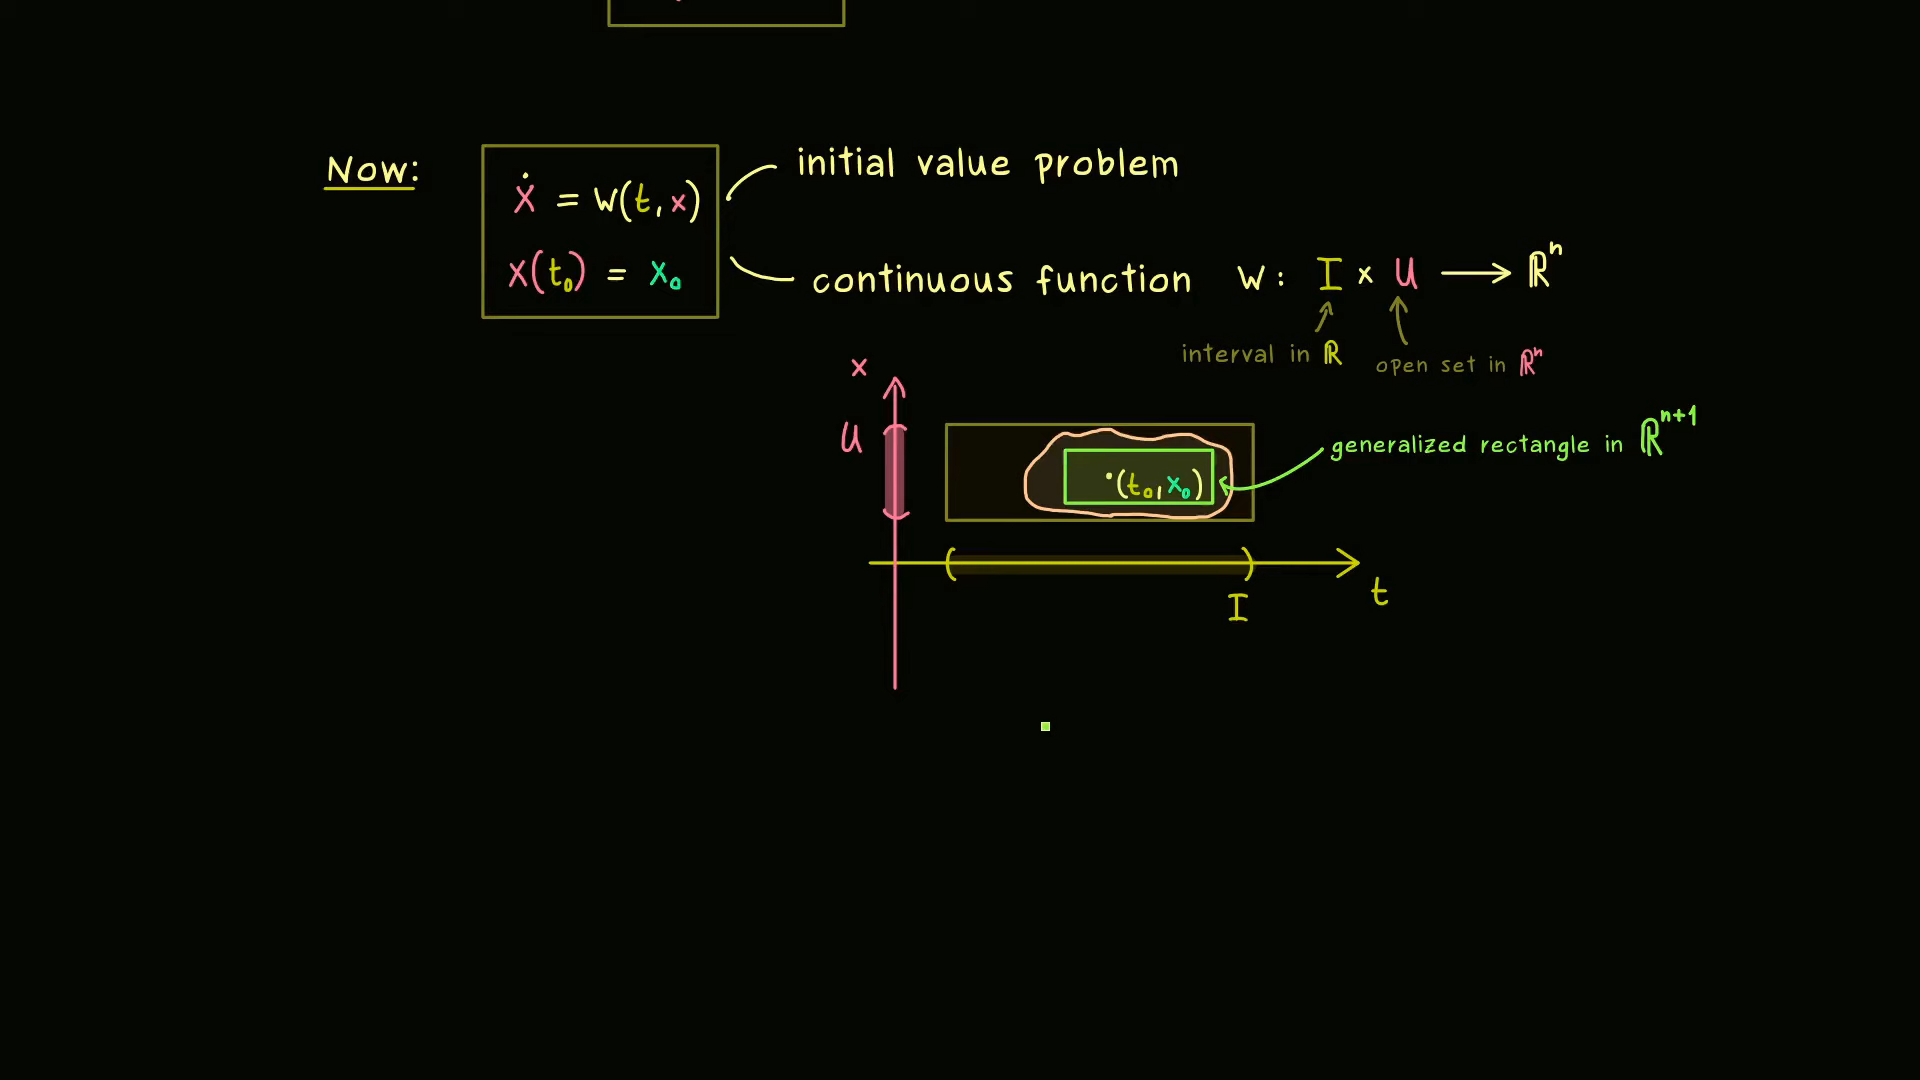 Now:
ẋ = w(t, x)
x(t₀) = x₀
initial value problem
continuous function w: I × U ⟶ ℝⁿ
interval in ℝ
open set in ℝⁿ
x
U
(t₀, x₀)
generalized rectangle in ℝⁿ⁺¹
I
t